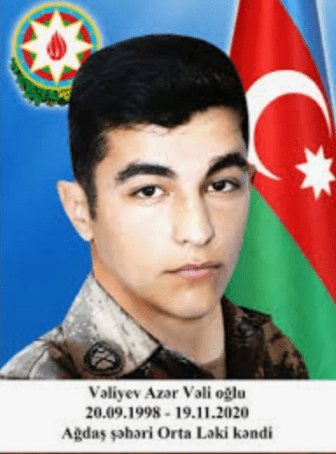 Vəliyev Azər Vəli oğlu
20.09.1998 - 19.11.2020
Ağdaş şəhəri Orta Ləki kəndi